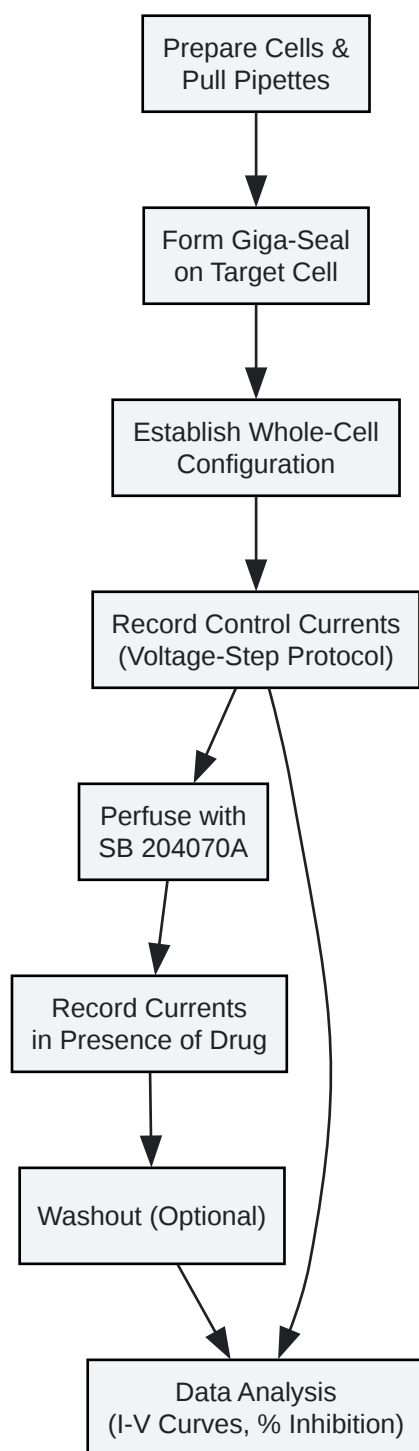 Prepare Cells &
Pull Pipettes
Form Giga-Seal
on Target Cell
Establish Whole-Cell
Configuration
Record Control Currents
(Voltage-Step Protocol)
Perfuse with
SB 204070A
Record Currents
in Presence of Drug
Washout (Optional)
Data Analysis
(I-V Curves, % Inhibition)